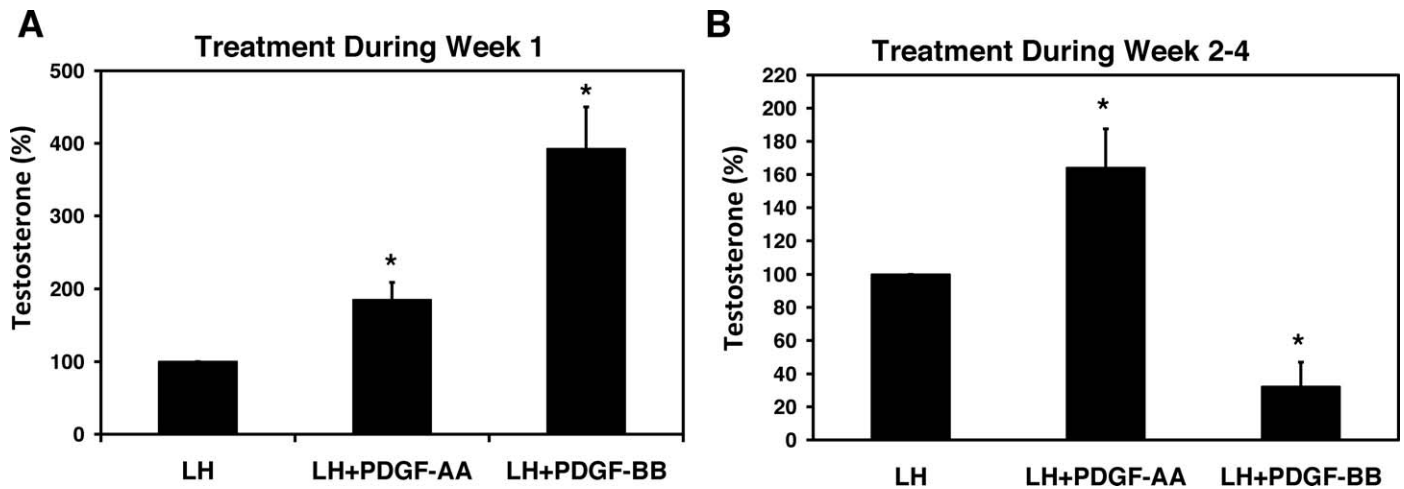 A
Treatment During Week 1
Testosterone (%)
500
400
300
200
100
0
*
*
LH
LH+PDGF-AA
LH+PDGF-BB
B
Treatment During Week 2-4
Testosterone (%)
220
200
180
160
140
120
100
80
60
40
20
0
*
*
LH
LH+PDGF-AA
LH+PDGF-BB